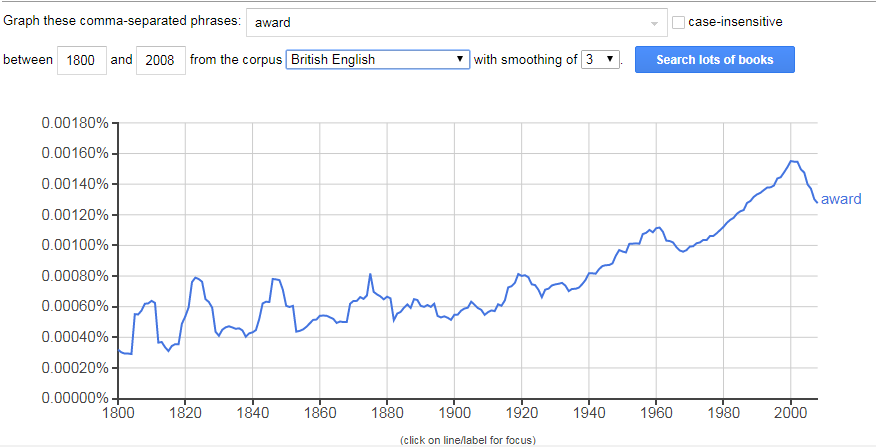 Graph these comma-separated phrases: award case-insensitive
between 1800 and 2008 from the corpus British English with smoothing of 3 . Search lots of books
0.00180%
0.00160%
0.00140%
0.00120%
award
0.00100%
0.00080%
0.00060%
0.00040%
0.00020%
0.00000%
1800 1820 1840 1860 1880 1900 1920 1940 1960 1980 2000
(click on line/label for focus)